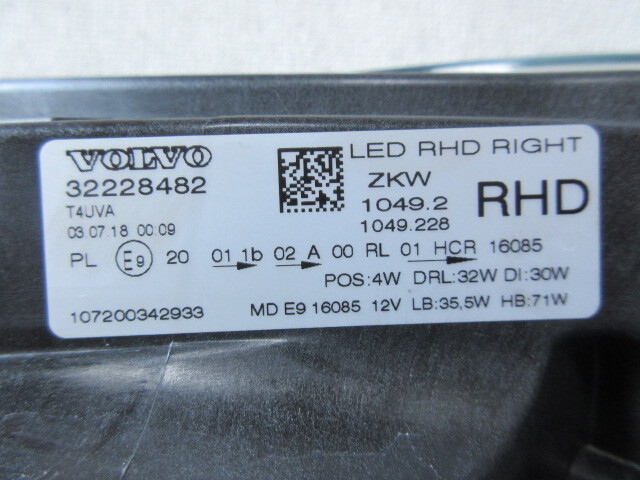 VOLVO
LED RHD RIGHT
32228482
ZKW
RHD
T4UVA
1049.2
03.07.18 00:09
1049.228
PL E9 20 01 1b 02 A 00 RL 01 HCR 16085
POS:4W DRL:32W DI:30W
107200342933
MD E9 16085 12V LB:35,5W HB:71W